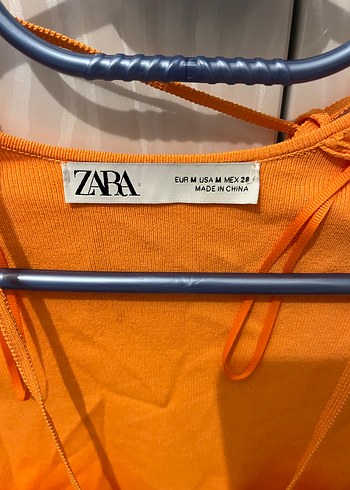 ZARA
EUR M USA M MEX 28
MADE IN CHINA